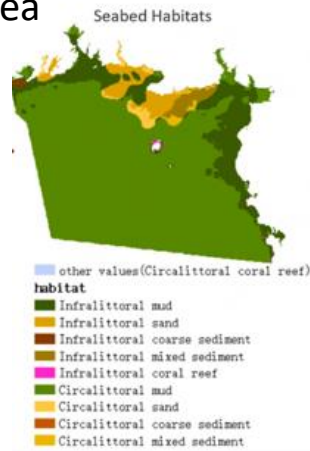 ea
Seabed Habitats
other values(Circalittoral coral reef)
habitat
Infralittoral mud
Infralittoral sand
Infralittoral coarse sediment
Infralittoral mixed sediment
Infralittoral coral reef
Circalittoral mud
Circalittoral sand
Circalittoral coarse sediment
Circalittoral mixed sediment